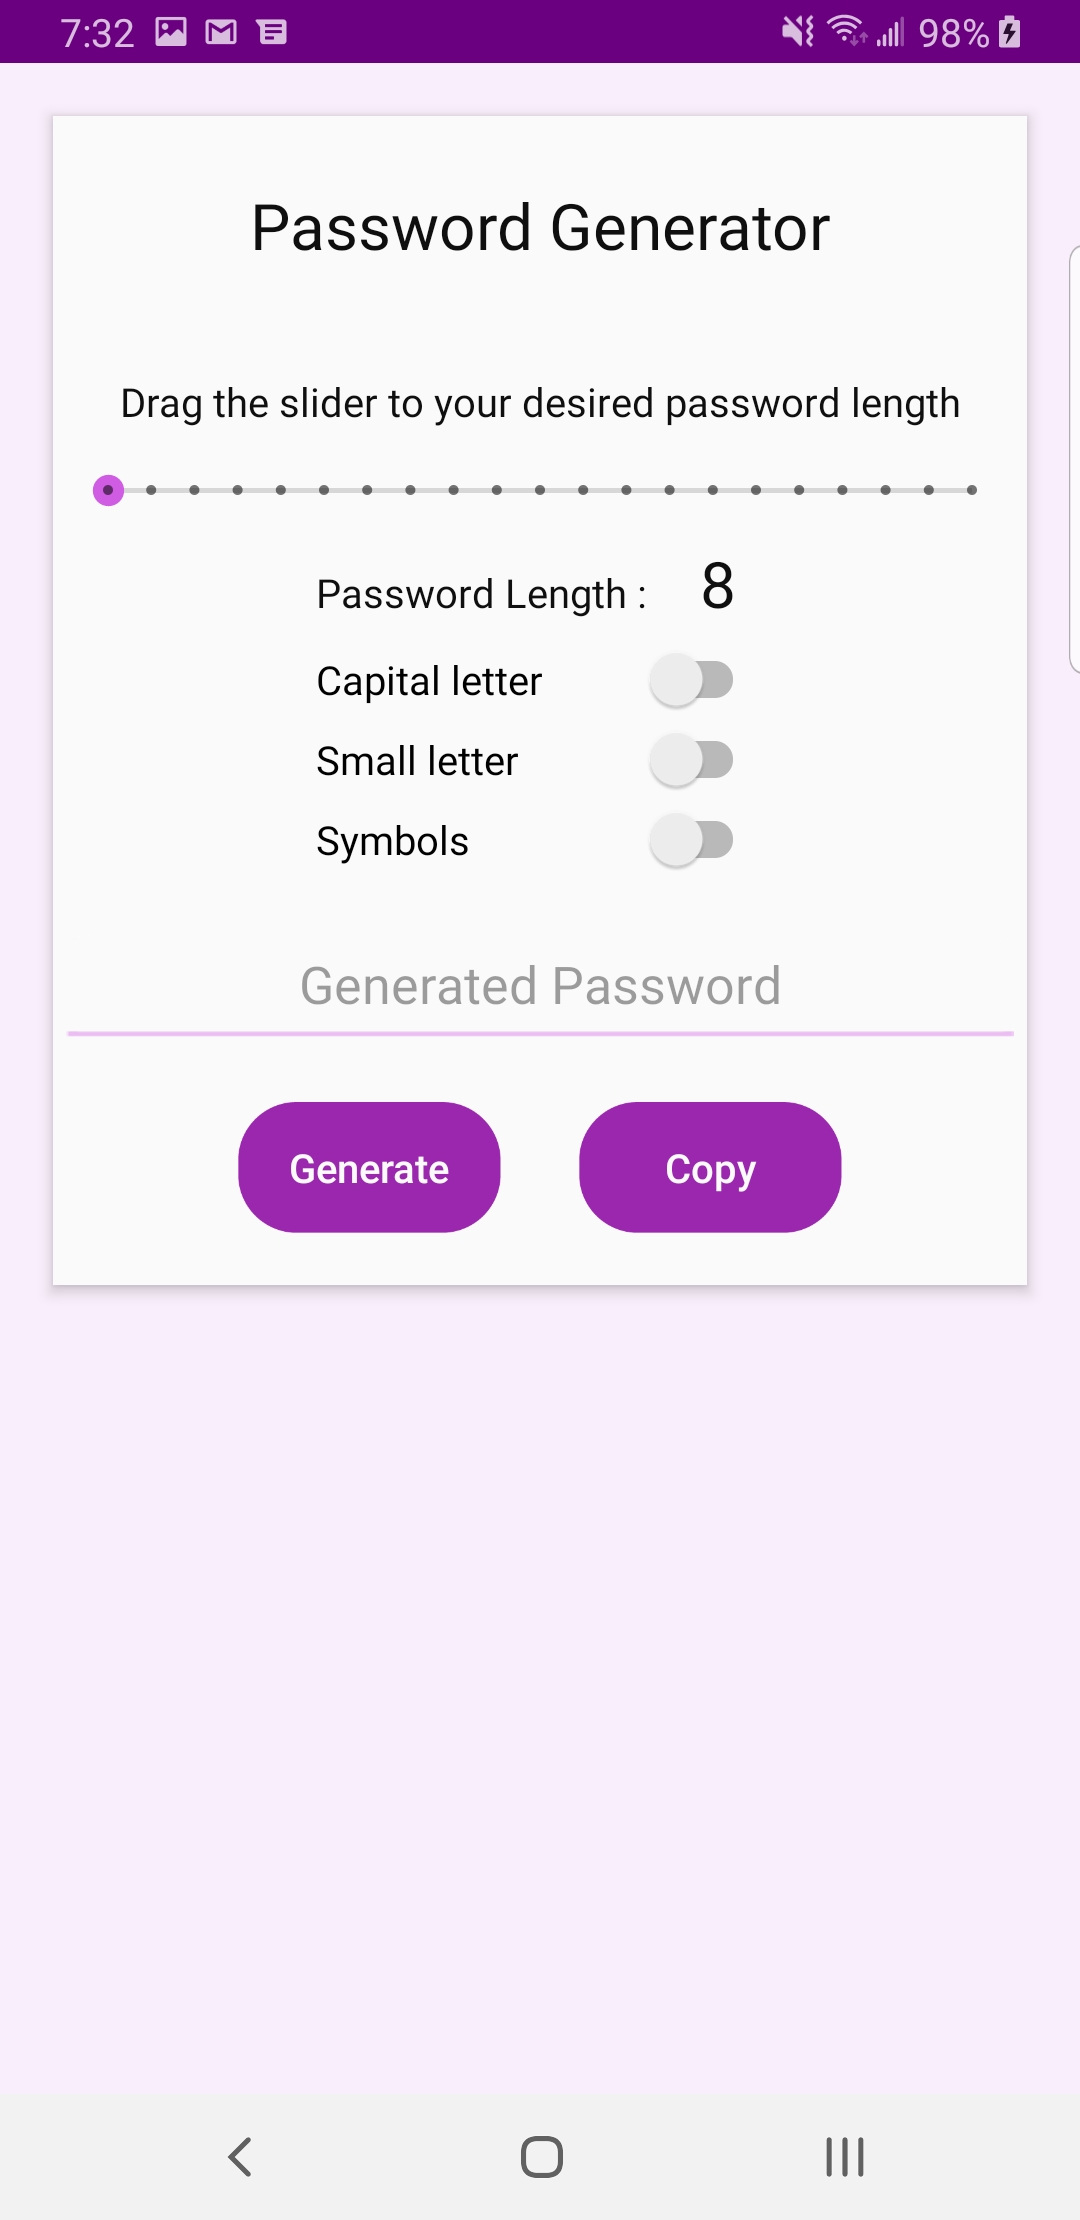 7:32 98%
Password Generator
Drag the slider to your desired password length
Password Length : 8
Capital letter
Small letter
Symbols
Generated Password
Generate Copy